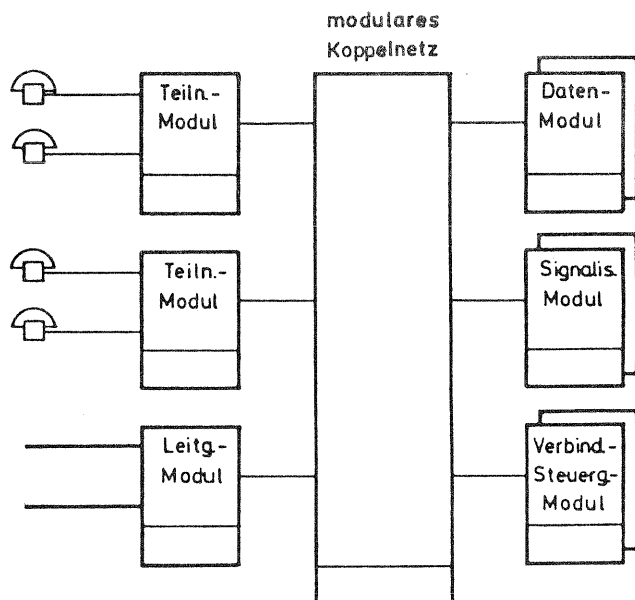 modulares
Koppelnetz
Teiln.-
Modul
Daten-
Modul
Teiln.-
Modul
Signalis.
Modul
Leitg.-
Modul
Verbind.-
Steuerg.-
Modul